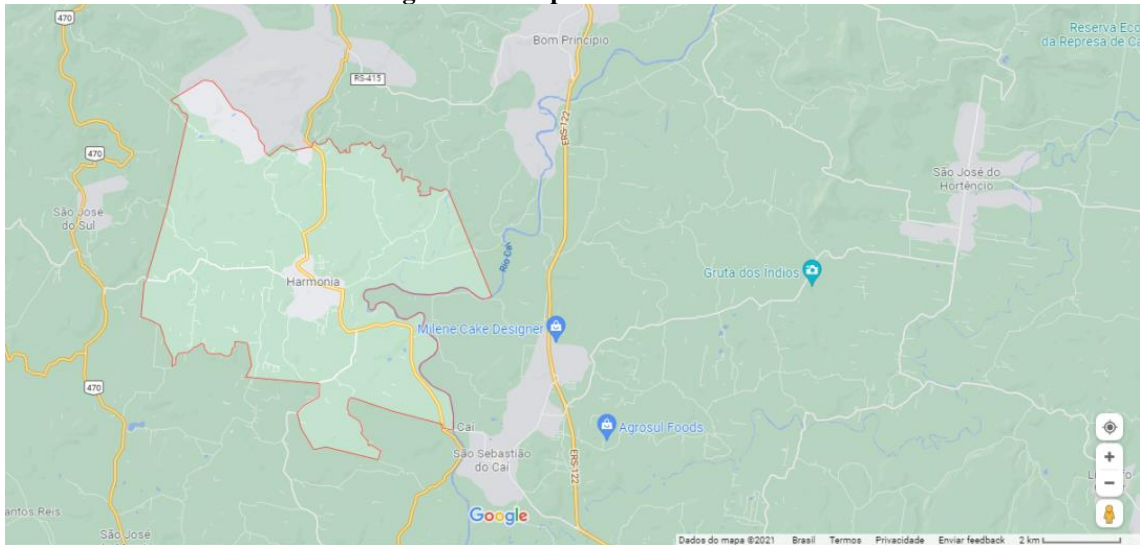 470
Bom Princípio
Reserva Eco
da Represa de Ca
RS-415
ERS-122
470
São José do
Hortêncio
São José
do Sul
Rio Caí
Gruta dos Índios
Harmonia
Milene Cake Designer
470
Agrosul Foods
Caí
São Sebastião
do Caí
ERS-122
antos Reis
São José
Google
Dados do mapa ©2021 Brasil Termos Privacidade Enviar feedback 2 km